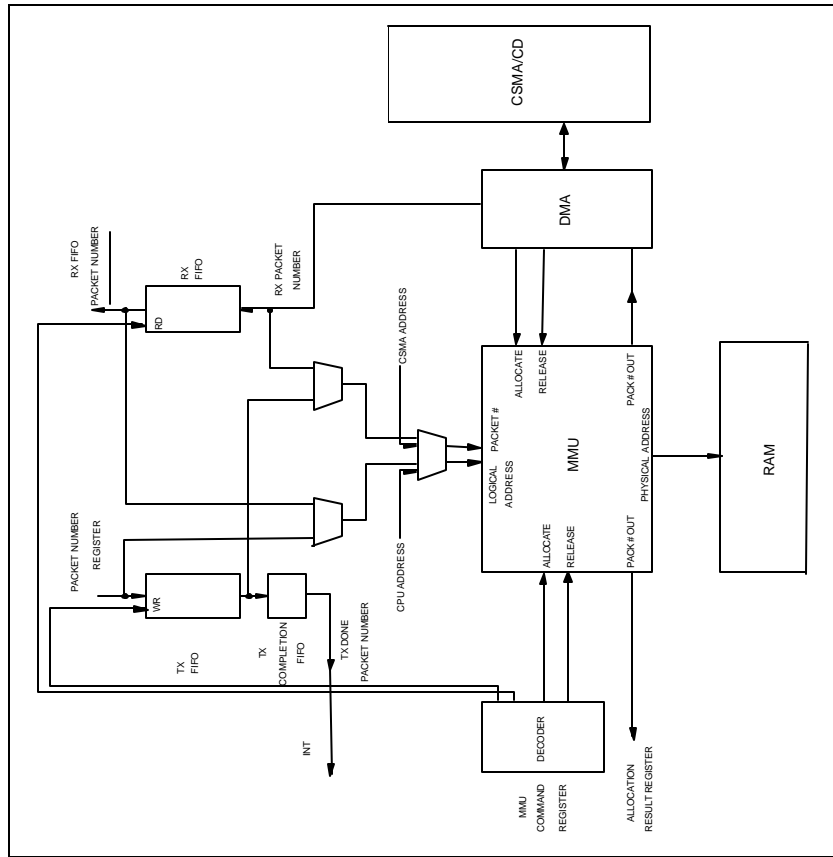 CSMA/CD
DMA
RX FIFO
PACKET NUMBER
RX
FIFO
RD
RX PACKET
NUMBER
CSMA ADDRESS
ALLOCATE
RELEASE
PACK # OUT
PACKET #
LOGICAL
ADDRESS
MMU
PHYSICAL ADDRESS
RAM
PACKET NUMBER
REGISTER
WR
TX
FIFO
TX
COMPLETION
FIFO
TX DONE
PACKET NUMBER
CPU ADDRESS
ALLOCATE
RELEASE
PACK # OUT
INT
DECODER
MMU
COMMAND
REGISTER
ALLOCATION
RESULT REGISTER